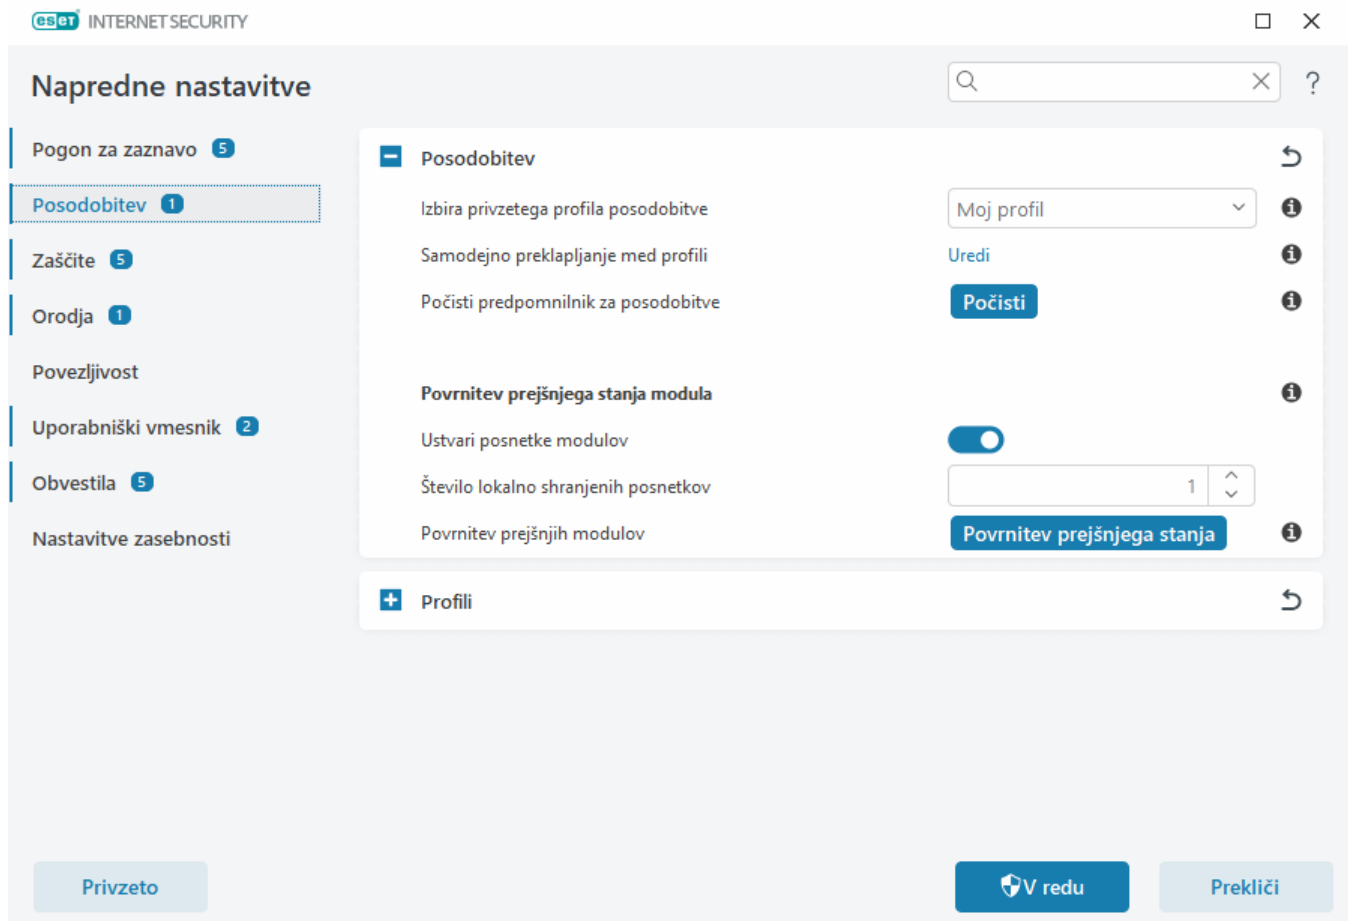 eset INTERNET SECURITY
Napredne nastavitve
?
Pogon za zaznavo 5
Posodobitev 1
Zaščite 5
Orodja 1
Povezljivost
Uporabniški vmesnik 2
Obvestila 5
Nastavitve zasebnosti
Posodobitev
Izbira privzetega profila posodobitve Moj profil
Samodejno preklapljanje med profili Uredi
Počisti predpomnilnik za posodobitve Počisti
Povrnitev prejšnjega stanja modula
Ustvari posnetke modulov
Število lokalno shranjenih posnetkov 1
Povrnitev prejšnjih modulov Povrnitev prejšnjega stanja
Profili
Privzeto V redu Prekliči